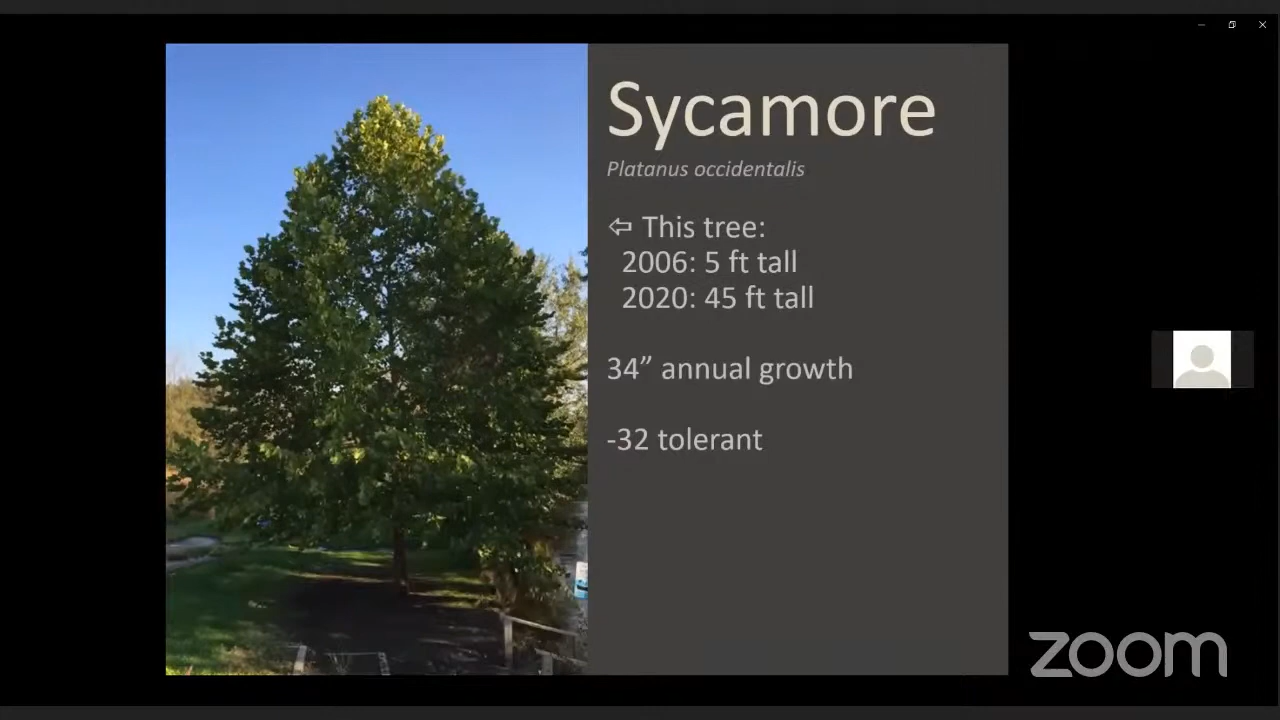 Sycamore
Platanus occidentalis
⇦ This tree:
2006: 5 ft tall
2020: 45 ft tall
34” annual growth
-32 tolerant
zoom